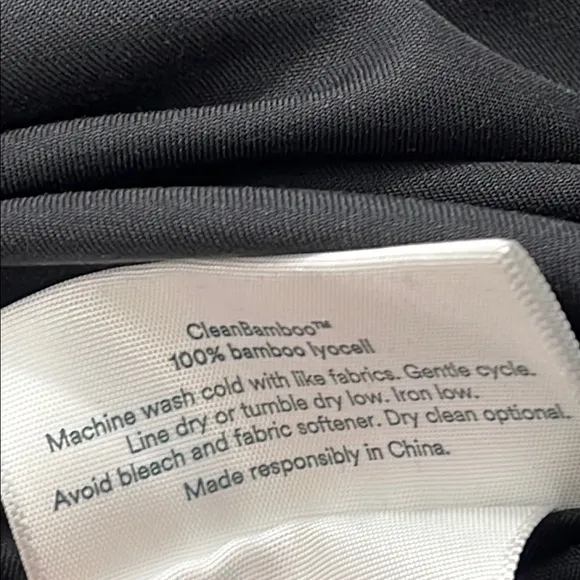 CleanBamboo™
100% bamboo lyocell
Machine wash cold with like fabrics. Gentle cycle.
Line dry or tumble dry low. Iron low.
Avoid bleach and fabric softener. Dry clean optional.
Made responsibly in China.